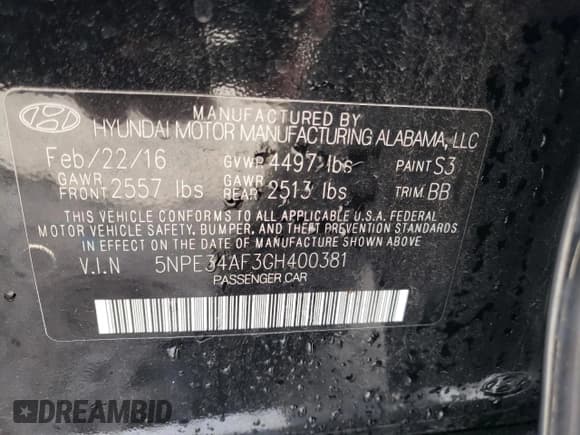 MANUFACTURED BY
HYUNDAI MOTOR MANUFACTURING ALABAMA, LLC
Feb/22/16 GVWR 4497 lbs PAINT S3
GAWR FRONT 2557 lbs GAWR REAR 2513 lbs TRIM BB
THIS VEHICLE CONFORMS TO ALL APPLICABLE U.S.A. FEDERAL
MOTOR VEHICLE SAFETY, BUMPER, AND THEFT PREVENTION STANDARDS
IN EFFECT ON THE DATE OF MANUFACTURE SHOWN ABOVE
V.I.N 5NPE34AF3GH400381
PASSENGER CAR
DREAMBID